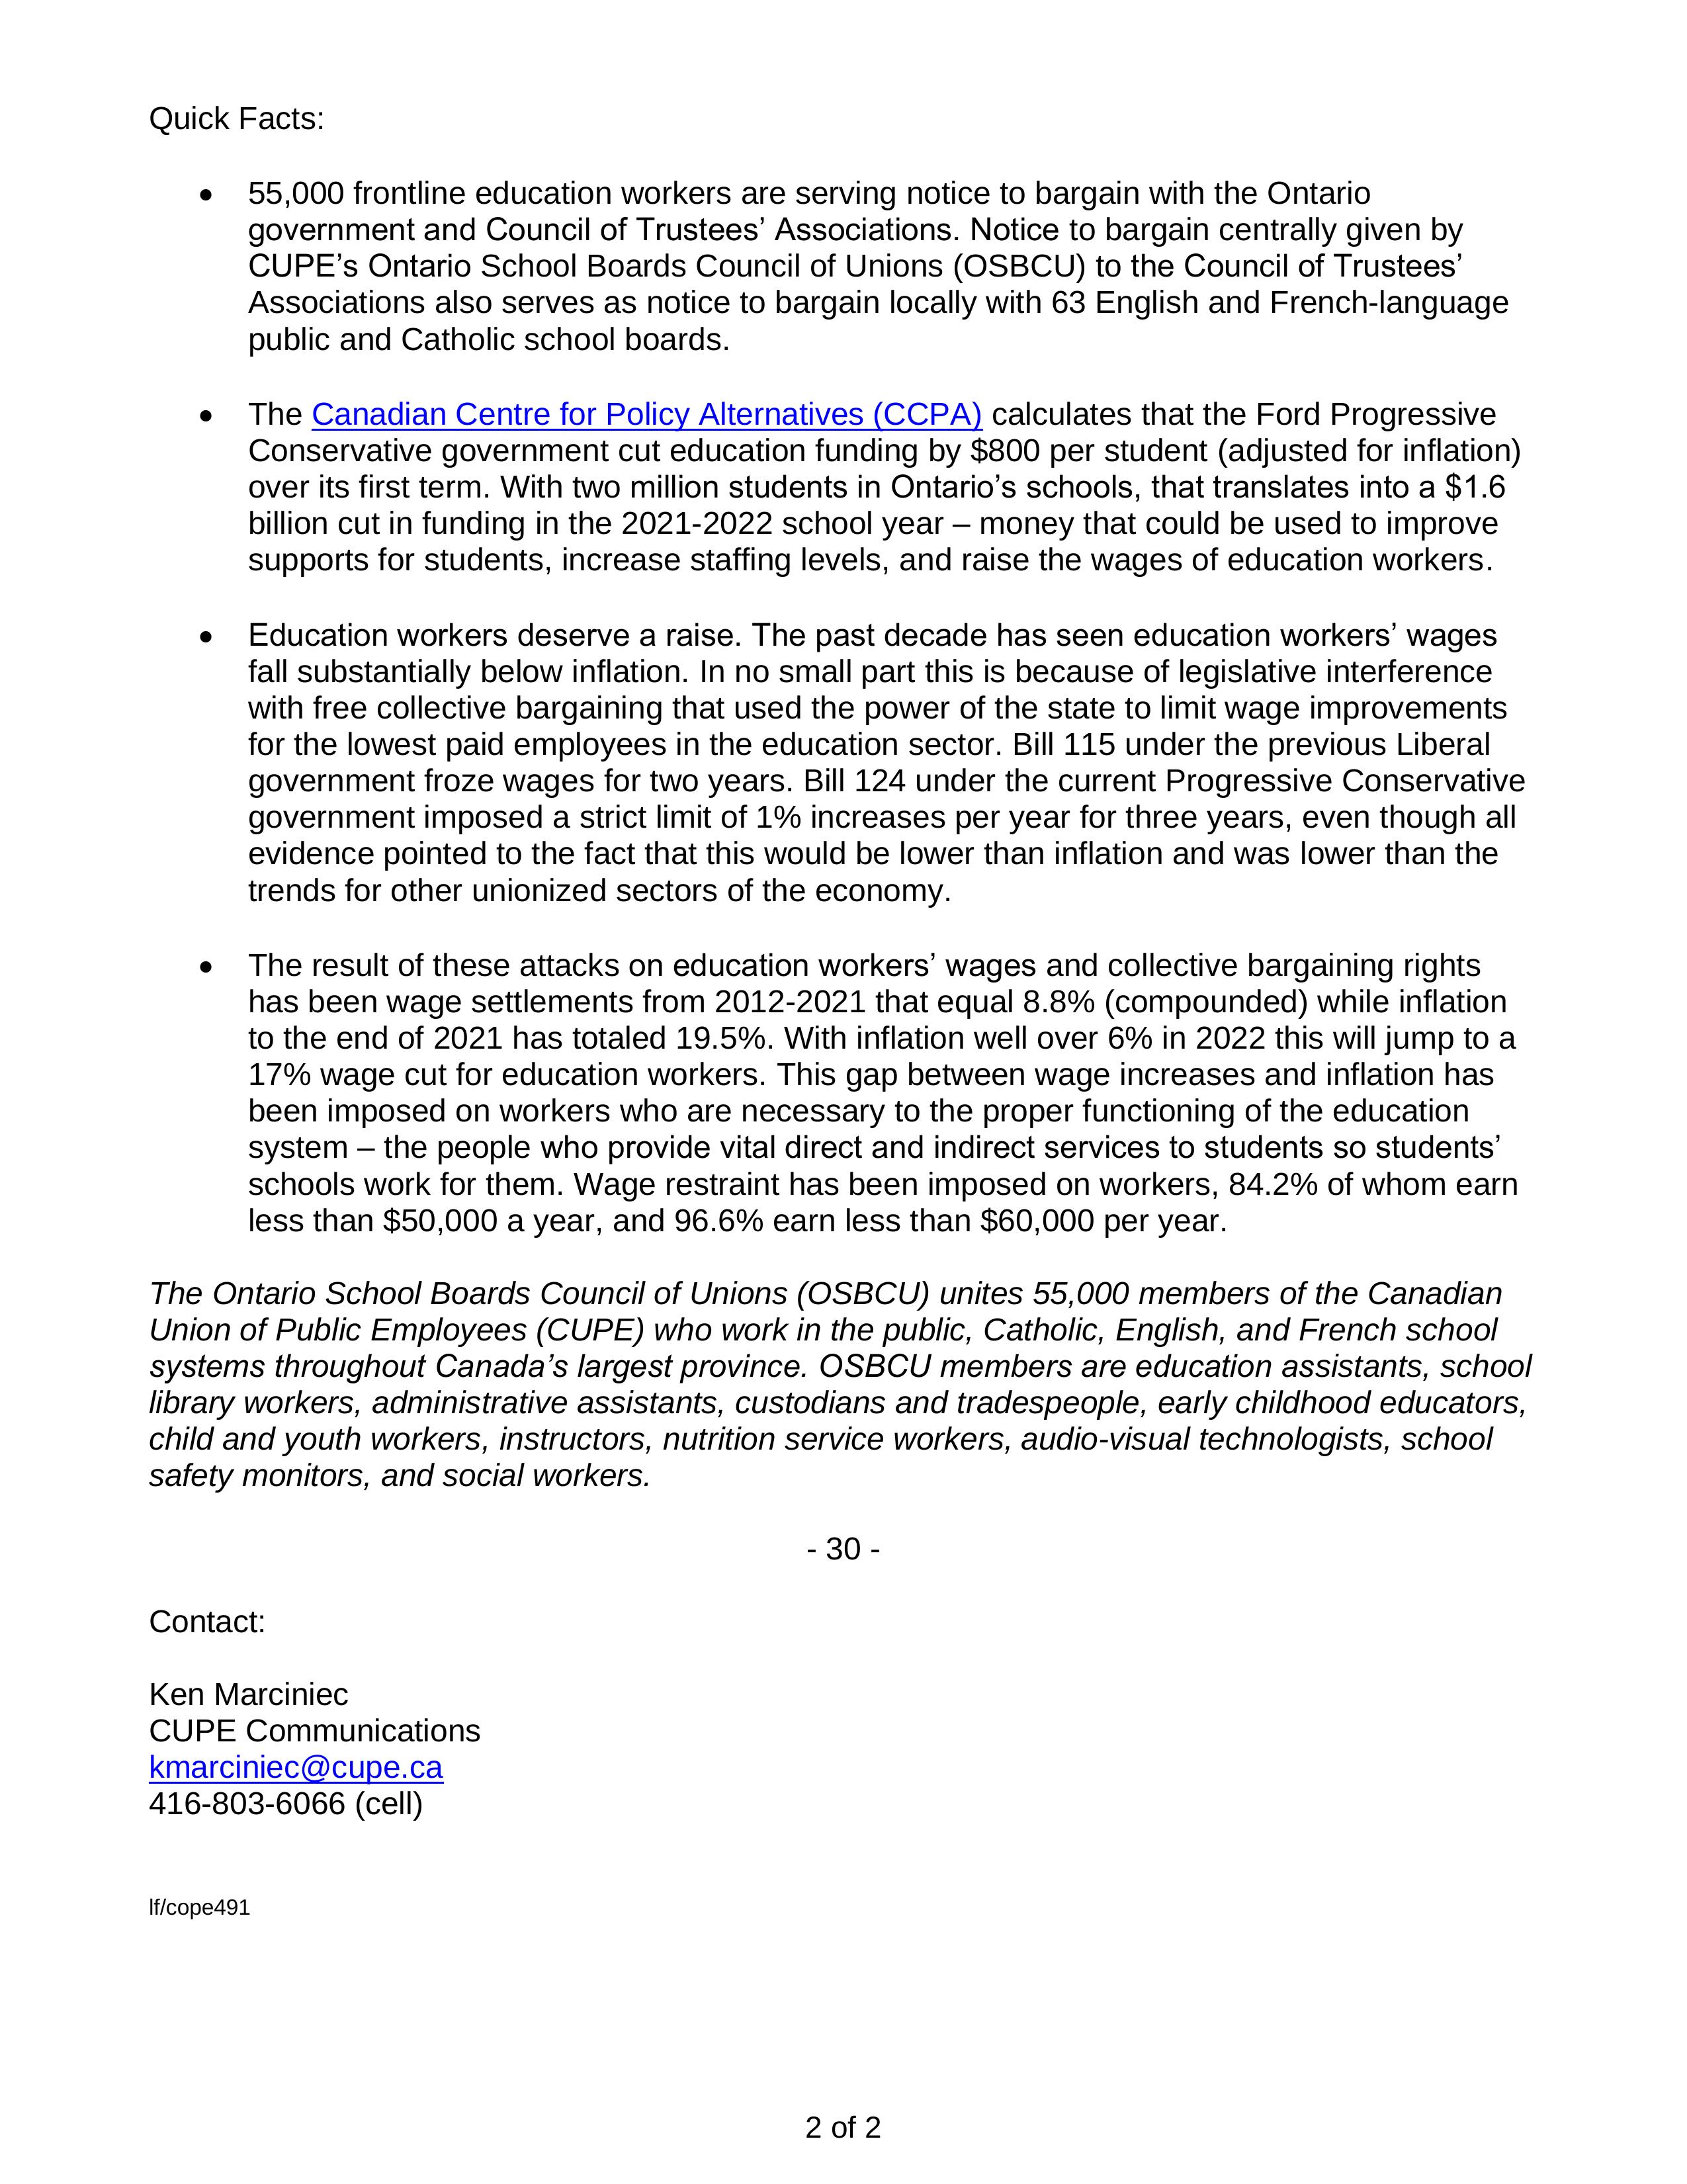 Quick Facts:
• 55,000 frontline education workers are serving notice to bargain with the Ontario
government and Council of Trustees’ Associations. Notice to bargain centrally given by
CUPE’s Ontario School Boards Council of Unions (OSBCU) to the Council of Trustees’
Associations also serves as notice to bargain locally with 63 English and French-language
public and Catholic school boards.
• The Canadian Centre for Policy Alternatives (CCPA) calculates that the Ford Progressive
Conservative government cut education funding by $800 per student (adjusted for inflation)
over its first term. With two million students in Ontario’s schools, that translates into a $1.6
billion cut in funding in the 2021-2022 school year – money that could be used to improve
supports for students, increase staffing levels, and raise the wages of education workers.
• Education workers deserve a raise. The past decade has seen education workers’ wages
fall substantially below inflation. In no small part this is because of legislative interference
with free collective bargaining that used the power of the state to limit wage improvements
for the lowest paid employees in the education sector. Bill 115 under the previous Liberal
government froze wages for two years. Bill 124 under the current Progressive Conservative
government imposed a strict limit of 1% increases per year for three years, even though all
evidence pointed to the fact that this would be lower than inflation and was lower than the
trends for other unionized sectors of the economy.
• The result of these attacks on education workers’ wages and collective bargaining rights
has been wage settlements from 2012-2021 that equal 8.8% (compounded) while inflation
to the end of 2021 has totaled 19.5%. With inflation well over 6% in 2022 this will jump to a
17% wage cut for education workers. This gap between wage increases and inflation has
been imposed on workers who are necessary to the proper functioning of the education
system – the people who provide vital direct and indirect services to students so students’
schools work for them. Wage restraint has been imposed on workers, 84.2% of whom earn
less than $50,000 a year, and 96.6% earn less than $60,000 per year.
The Ontario School Boards Council of Unions (OSBCU) unites 55,000 members of the Canadian
Union of Public Employees (CUPE) who work in the public, Catholic, English, and French school
systems throughout Canada’s largest province. OSBCU members are education assistants, school
library workers, administrative assistants, custodians and tradespeople, early childhood educators,
child and youth workers, instructors, nutrition service workers, audio-visual technologists, school
safety monitors, and social workers.
- 30 -
Contact:
Ken Marciniec
CUPE Communications
kmarciniec@cupe.ca
416-803-6066 (cell)
lf/cope491
2 of 2